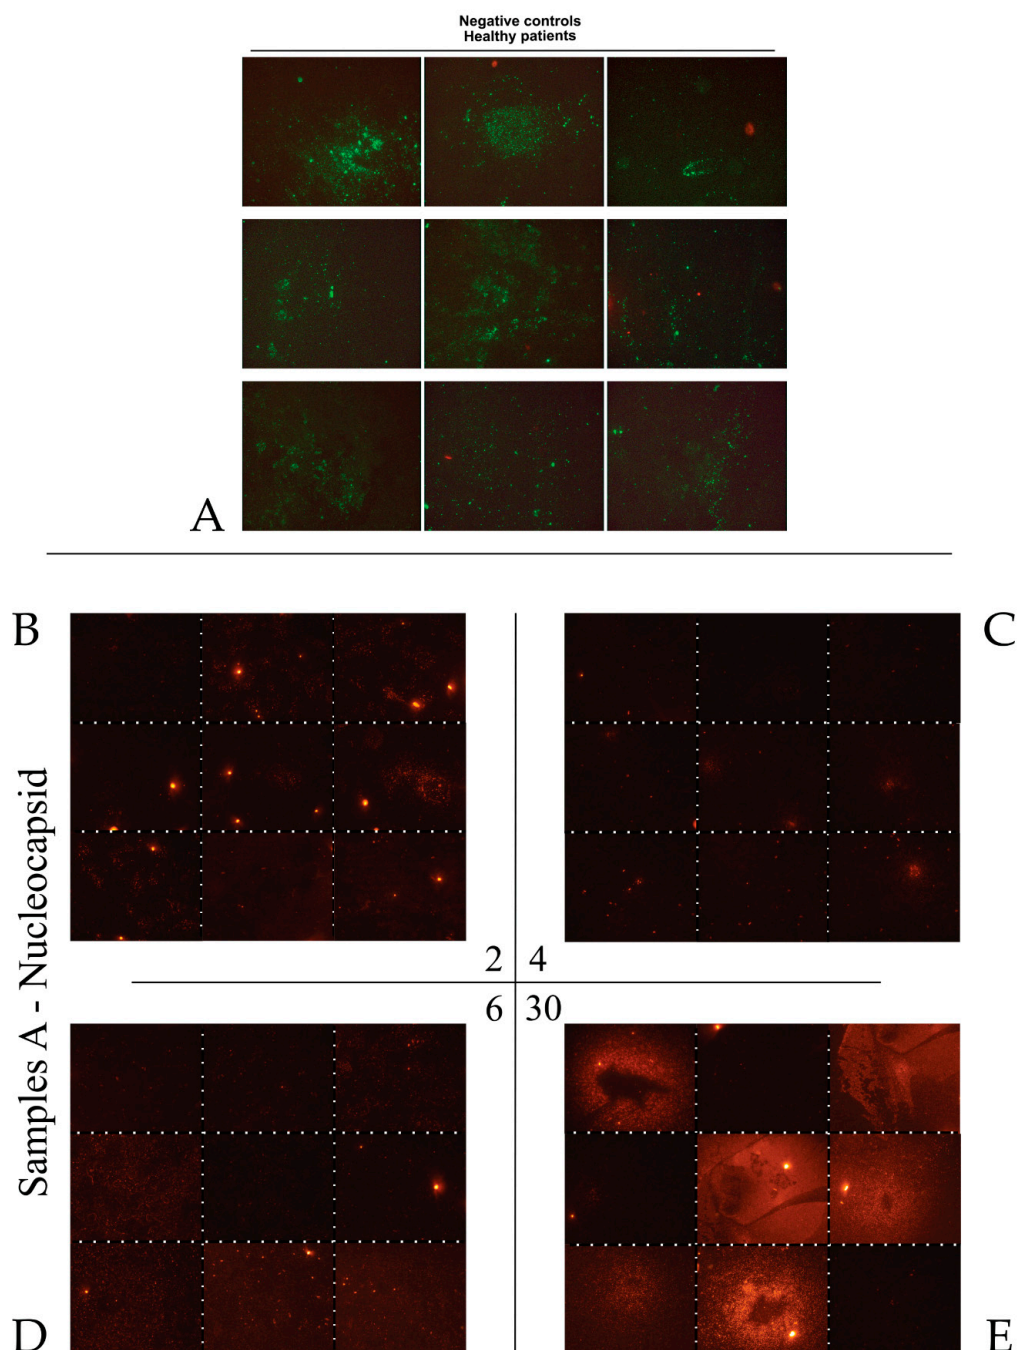 Negative controls
Healthy patients
A
B
C
Samples A - Nucleocapsid
2
4
6
30
D
E